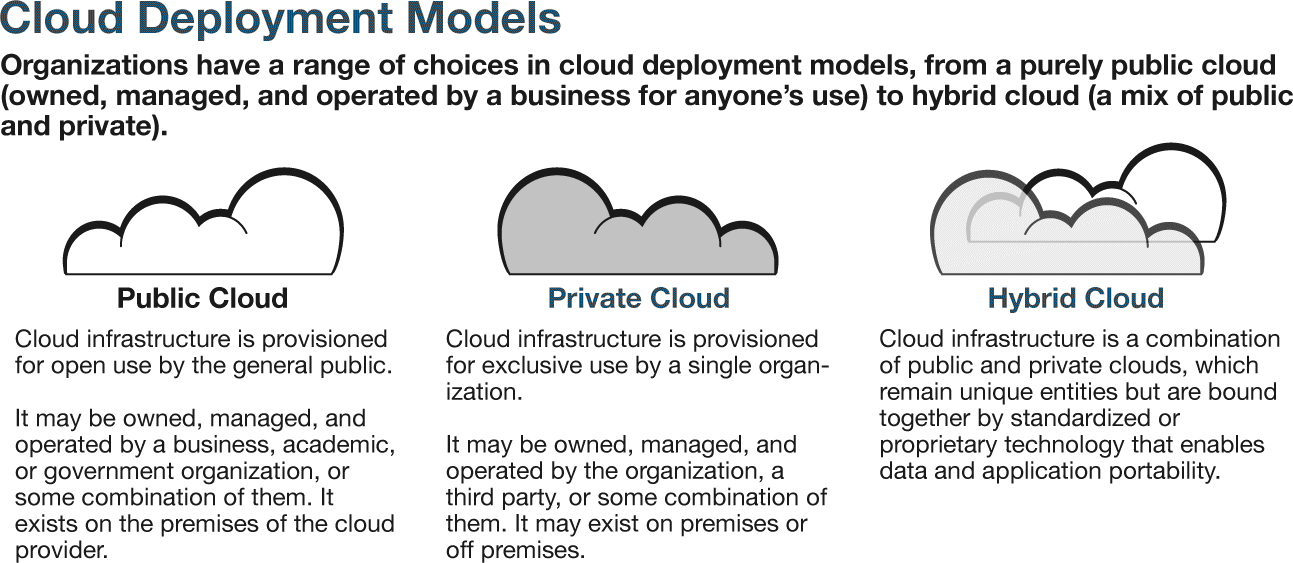 Cloud Deployment Models
Organizations have a range of choices in cloud deployment models, from a purely public cloud
(owned, managed, and operated by a business for anyone’s use) to hybrid cloud (a mix of public
and private).
Public Cloud
Cloud infrastructure is provisioned
for open use by the general public.
It may be owned, managed, and
operated by a business, academic,
or government organization, or
some combination of them. It
exists on the premises of the cloud
provider.
Private Cloud
Cloud infrastructure is provisioned
for exclusive use by a single organ-
ization.
It may be owned, managed, and
operated by the organization, a
third party, or some combination of
them. It may exist on premises or
off premises.
Hybrid Cloud
Cloud infrastructure is a combination
of public and private clouds, which
remain unique entities but are bound
together by standardized or
proprietary technology that enables
data and application portability.